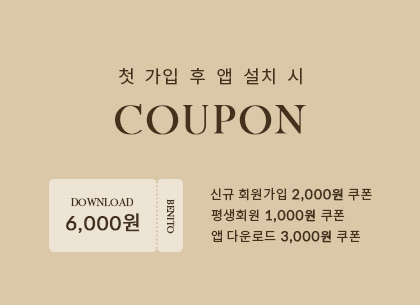 첫 가입 후 앱 설치 시
COUPON
DOWNLOAD
6,000원
BENITO
신규 회원가입 2,000원 쿠폰
평생회원 1,000원 쿠폰
앱 다운로드 3,000원 쿠폰